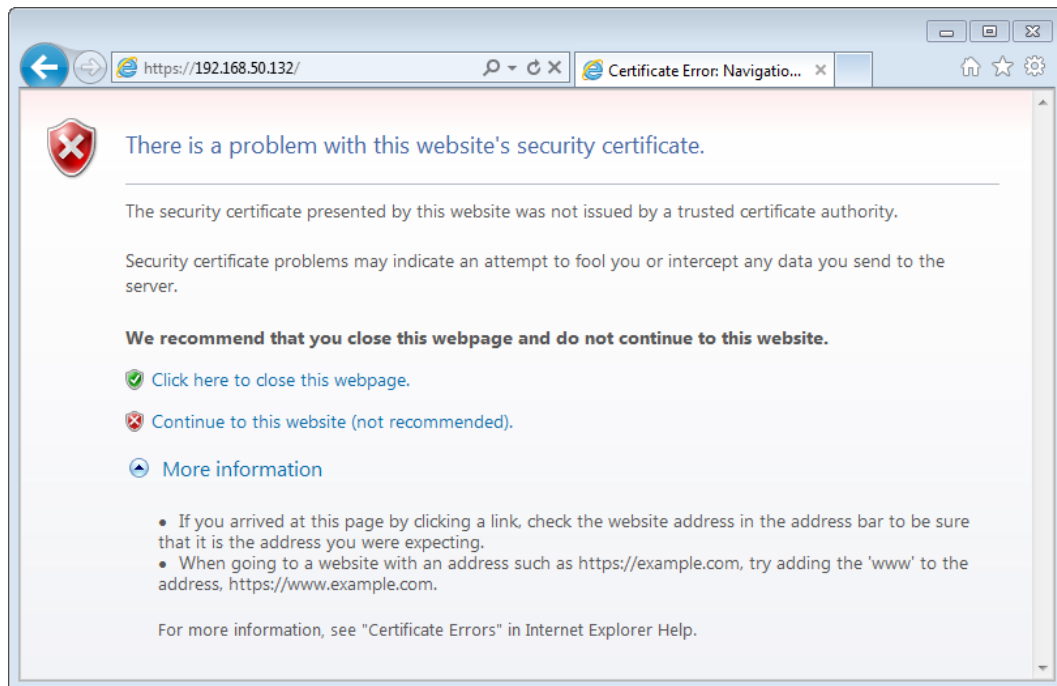 https://192.168.50.132/
Certificate Error: Navigatio...
There is a problem with this website's security certificate.
The security certificate presented by this website was not issued by a trusted certificate authority.
Security certificate problems may indicate an attempt to fool you or intercept any data you send to the
server.
We recommend that you close this webpage and do not continue to this website.
Click here to close this webpage.
Continue to this website (not recommended).
More information
• If you arrived at this page by clicking a link, check the website address in the address bar to be sure
that it is the address you were expecting.
• When going to a website with an address such as https://example.com, try adding the 'www' to the
address, https://www.example.com.
For more information, see "Certificate Errors" in Internet Explorer Help.